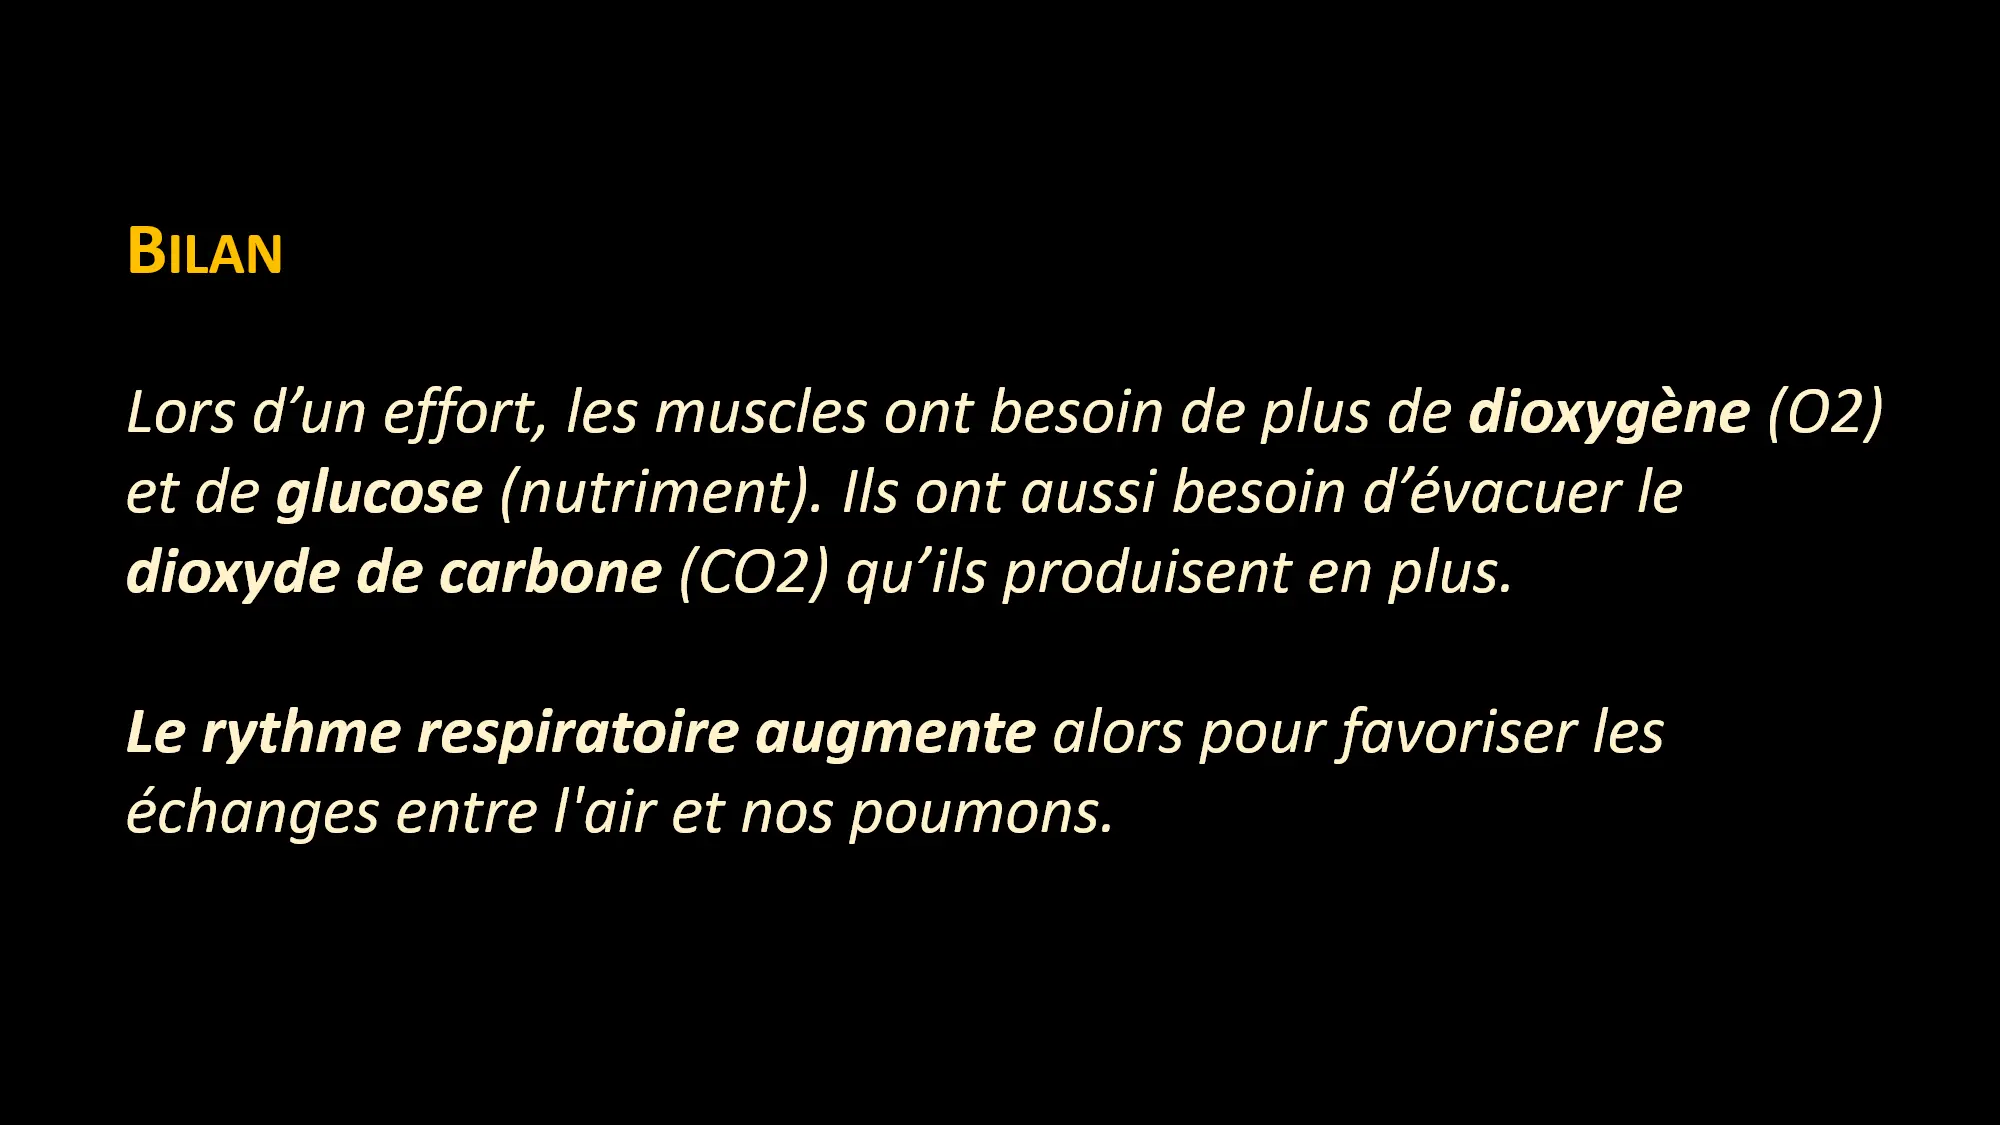 BILAN
Lors d’un effort, les muscles ont besoin de plus de dioxygène (O2)
et de glucose (nutriment). Ils ont aussi besoin d’évacuer le
dioxyde de carbone (CO2) qu’ils produisent en plus.
Le rythme respiratoire augmente alors pour favoriser les
échanges entre l'air et nos poumons.